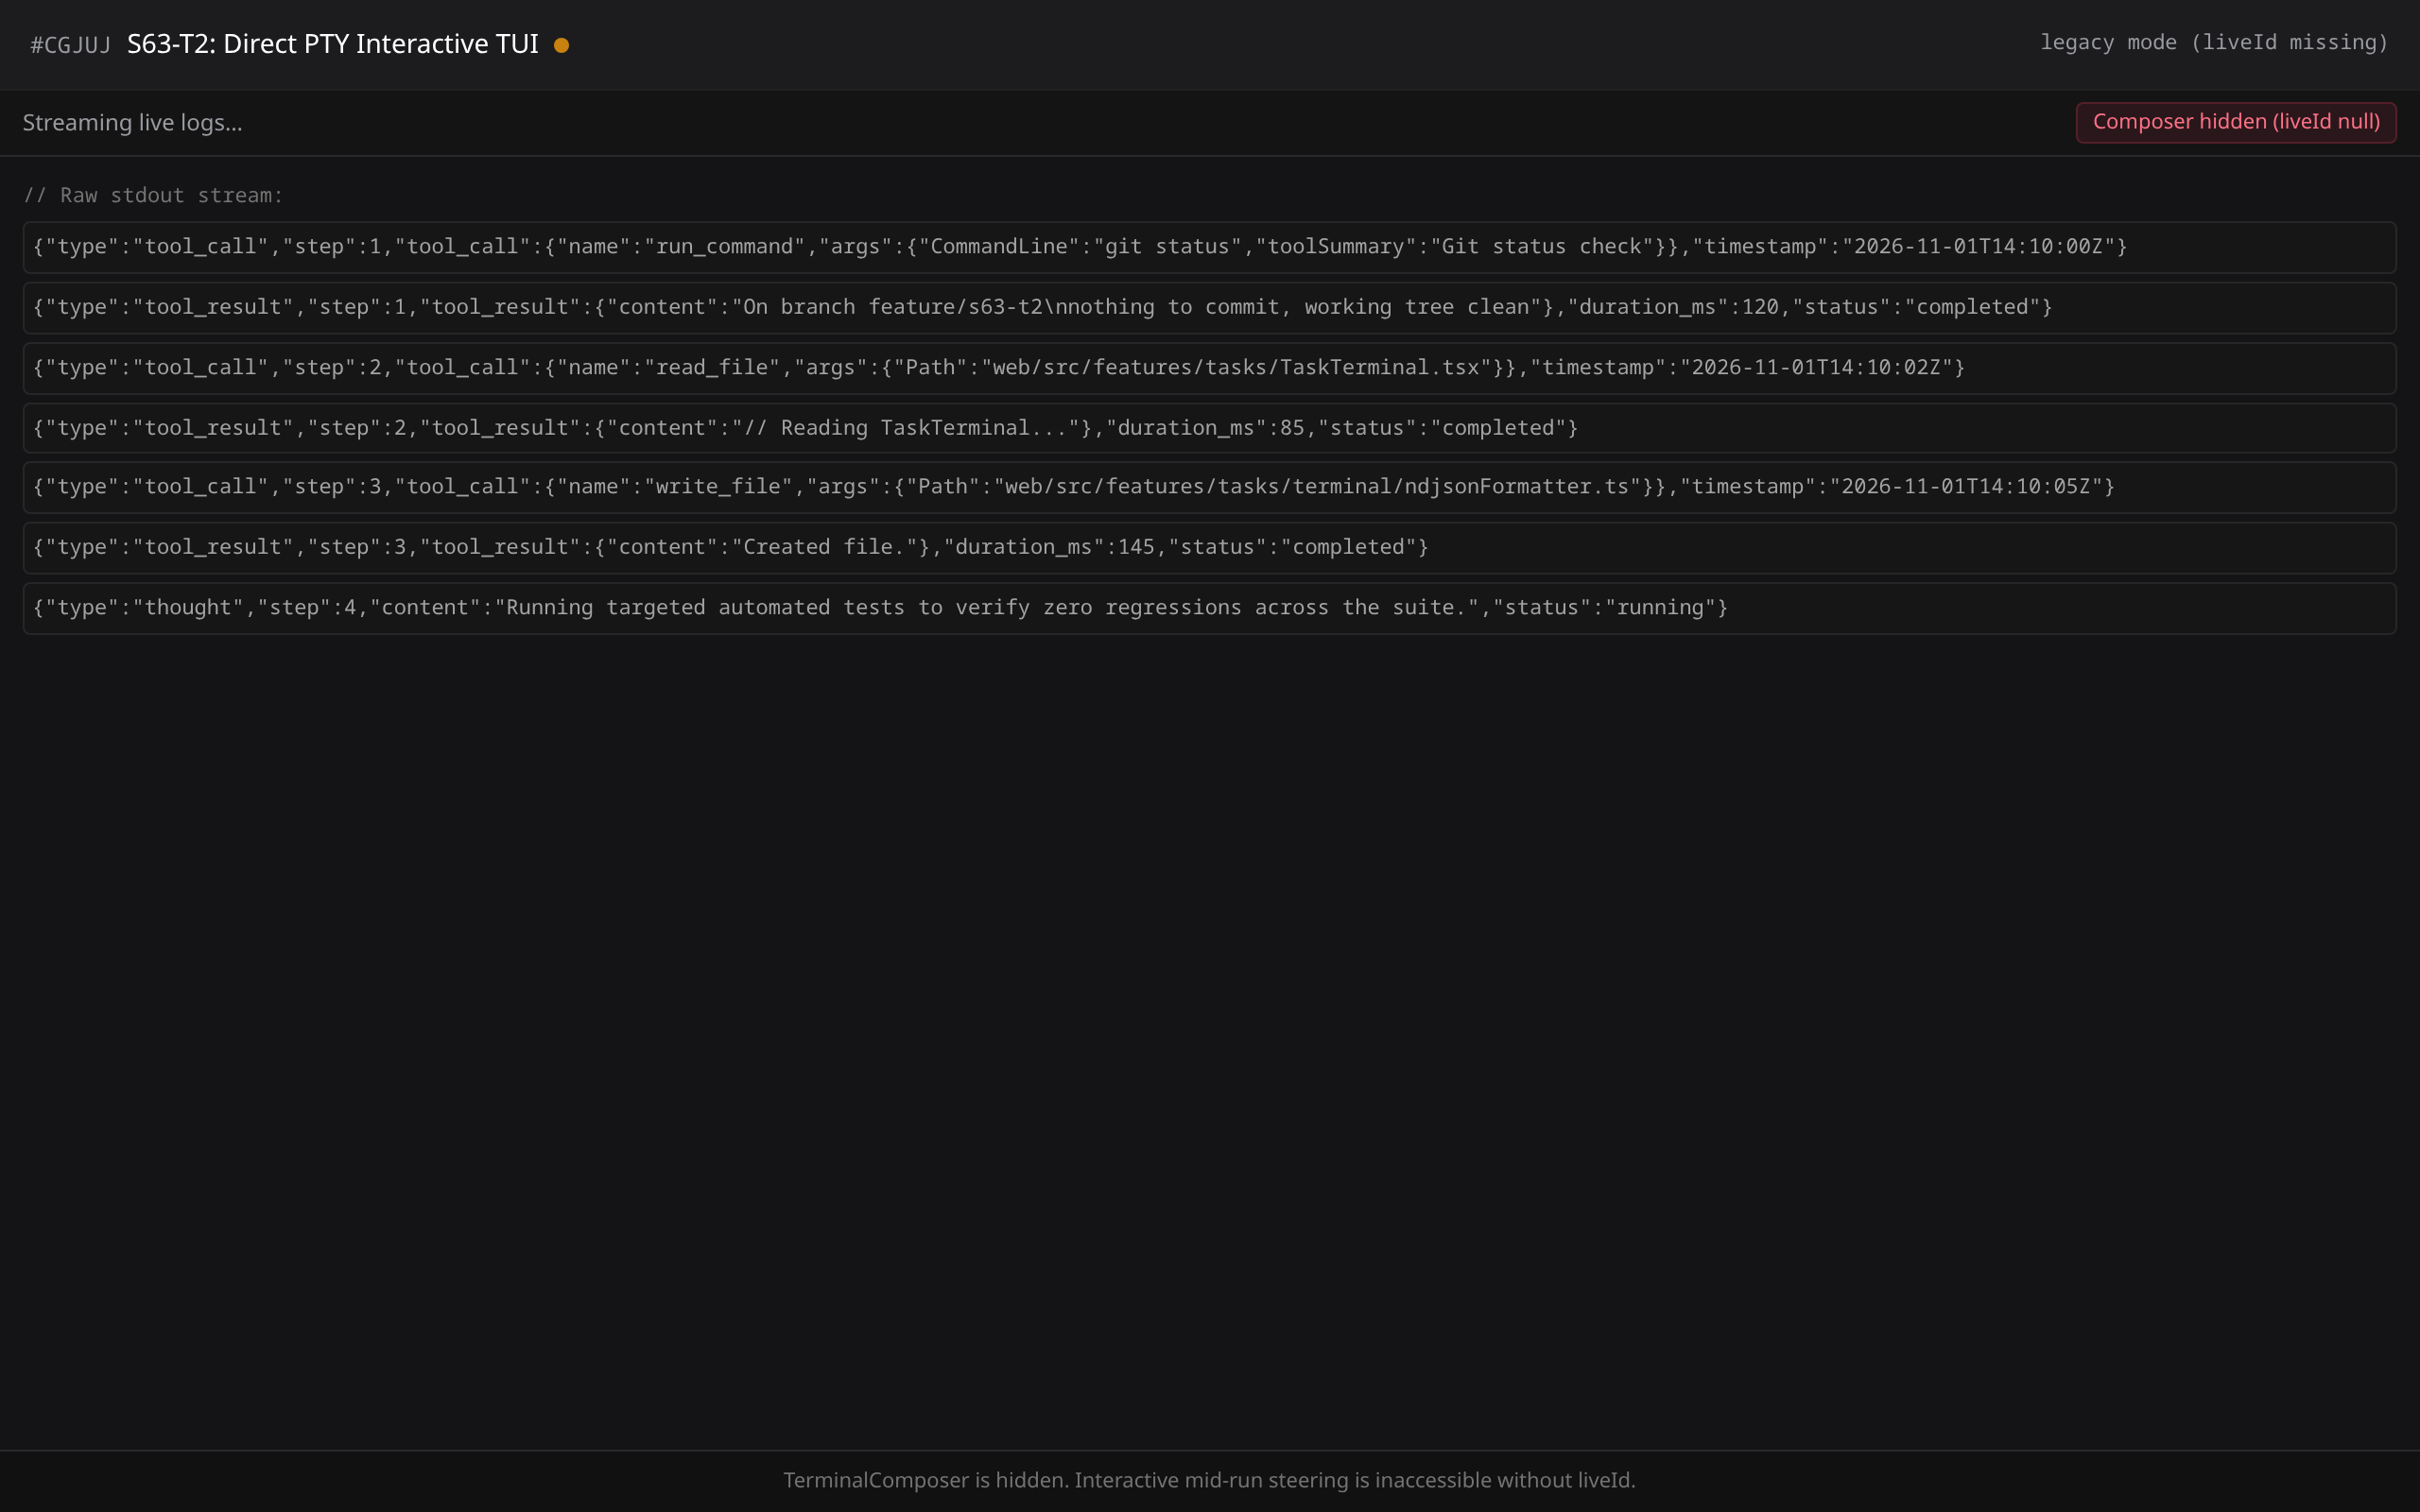 #CGJUJ S63-T2: Direct PTY Interactive TUI
legacy mode (liveId missing)
Streaming live logs...
Composer hidden (liveId null)
// Raw stdout stream:
{"type":"tool_call","step":1,"tool_call":{"name":"run_command","args":{"CommandLine":"git status","toolSummary":"Git status check"}},"timestamp":"2026-11-01T14:10:00Z"}
{"type":"tool_result","step":1,"tool_result":{"content":"On branch feature/s63-t2\nnothing to commit, working tree clean"},"duration_ms":120,"status":"completed"}
{"type":"tool_call","step":2,"tool_call":{"name":"read_file","args":{"Path":"web/src/features/tasks/TaskTerminal.tsx"}},"timestamp":"2026-11-01T14:10:02Z"}
{"type":"tool_result","step":2,"tool_result":{"content":"// Reading TaskTerminal..."},"duration_ms":85,"status":"completed"}
{"type":"tool_call","step":3,"tool_call":{"name":"write_file","args":{"Path":"web/src/features/tasks/terminal/ndjsonFormatter.ts"}},"timestamp":"2026-11-01T14:10:05Z"}
{"type":"tool_result","step":3,"tool_result":{"content":"Created file."},"duration_ms":145,"status":"completed"}
{"type":"thought","step":4,"content":"Running targeted automated tests to verify zero regressions across the suite.","status":"running"}
TerminalComposer is hidden. Interactive mid-run steering is inaccessible without liveId.